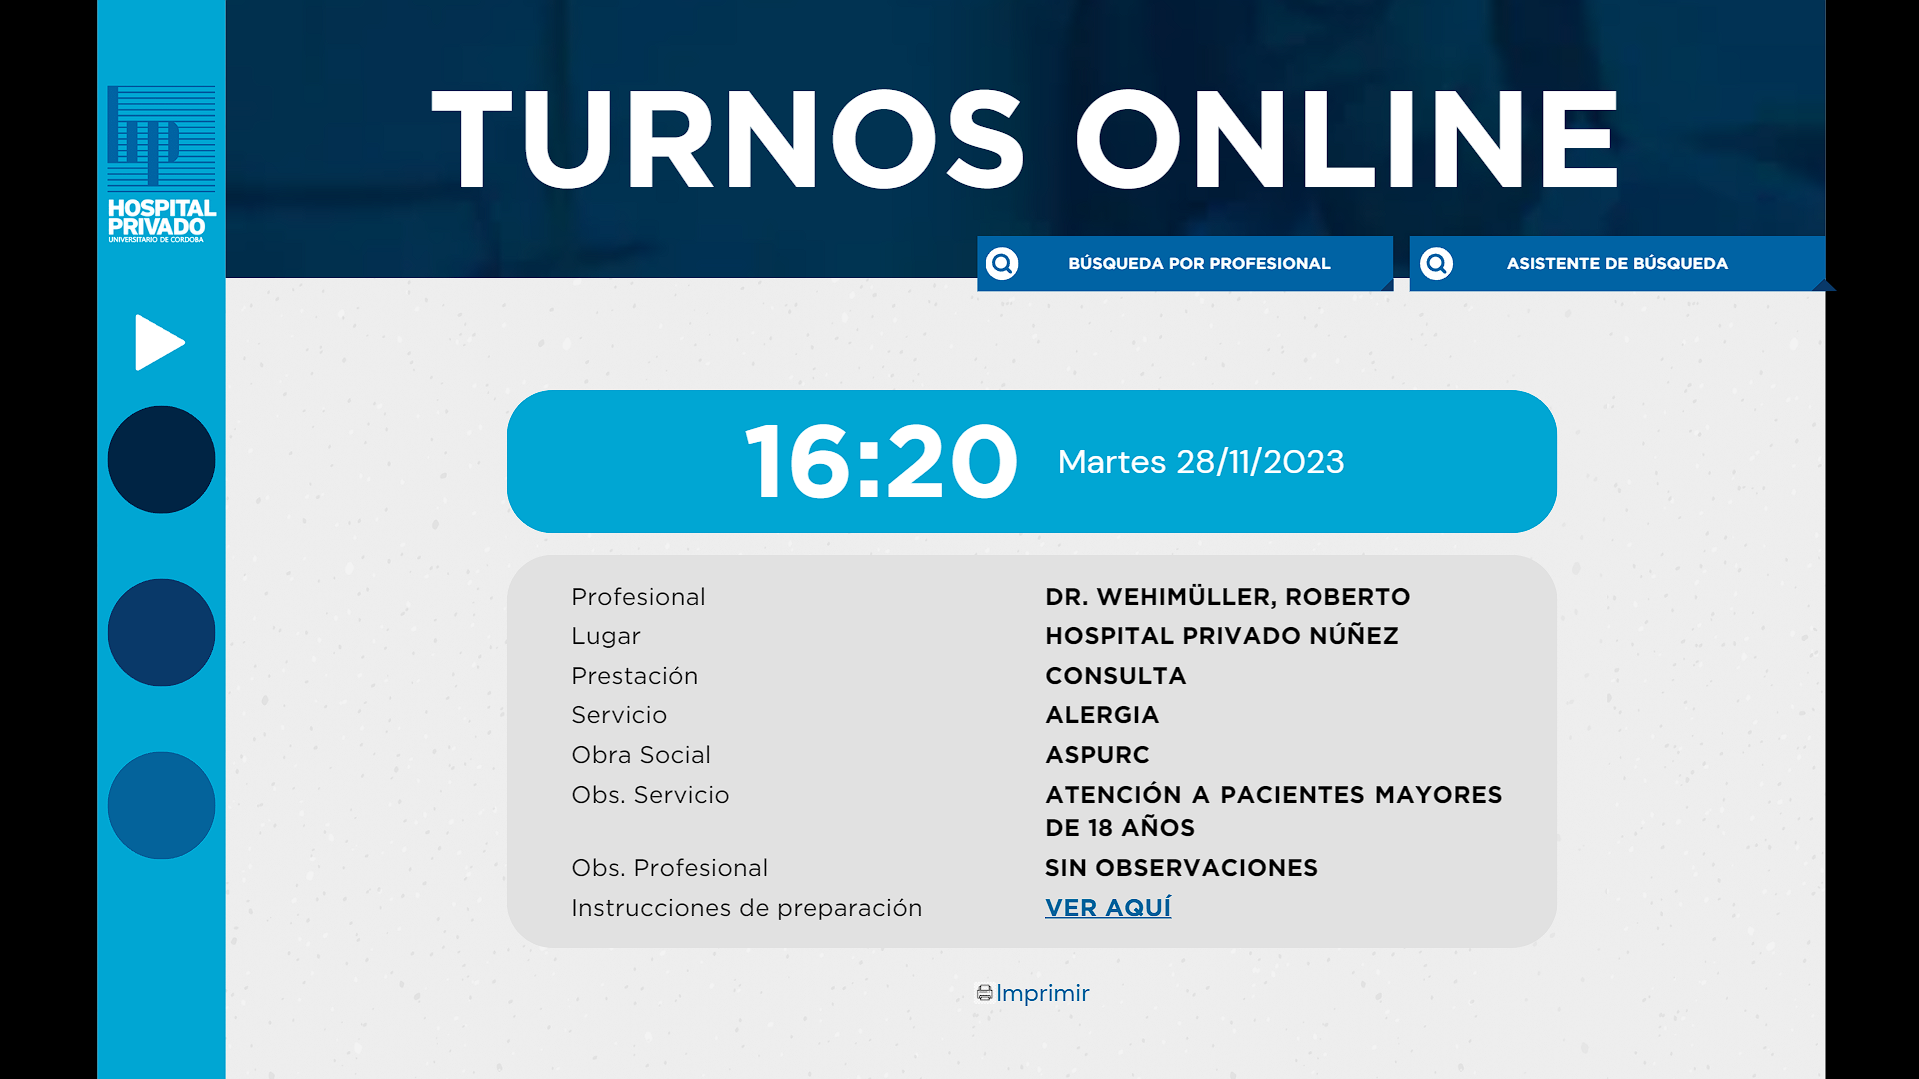 TURNOS ONLINE
hp
HOSPITAL
PRIVADO
UNIVERSITARIO DE CORDOBA
BÚSQUEDA POR PROFESIONAL
ASISTENTE DE BÚSQUEDA
16:20 Martes 28/11/2023
Profesional DR. WEHIMÜLLER, ROBERTO
Lugar HOSPITAL PRIVADO NÚÑEZ
Prestación CONSULTA
Servicio ALERGIA
Obra Social ASPURC
Obs. Servicio ATENCIÓN A PACIENTES MAYORES
DE 18 AÑOS
Obs. Profesional SIN OBSERVACIONES
Instrucciones de preparación VER AQUÍ
Imprimir